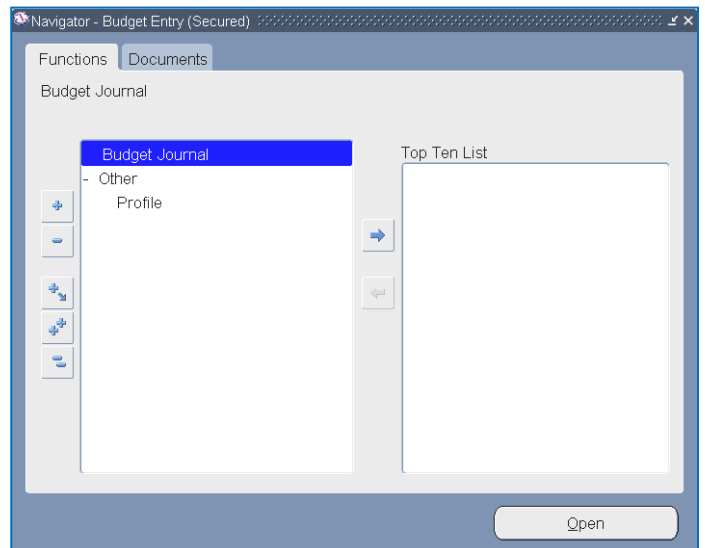 Navigator - Budget Entry (Secured)
Functions Documents
Budget Journal
Budget Journal
Top Ten List
- Other
Profile
Open